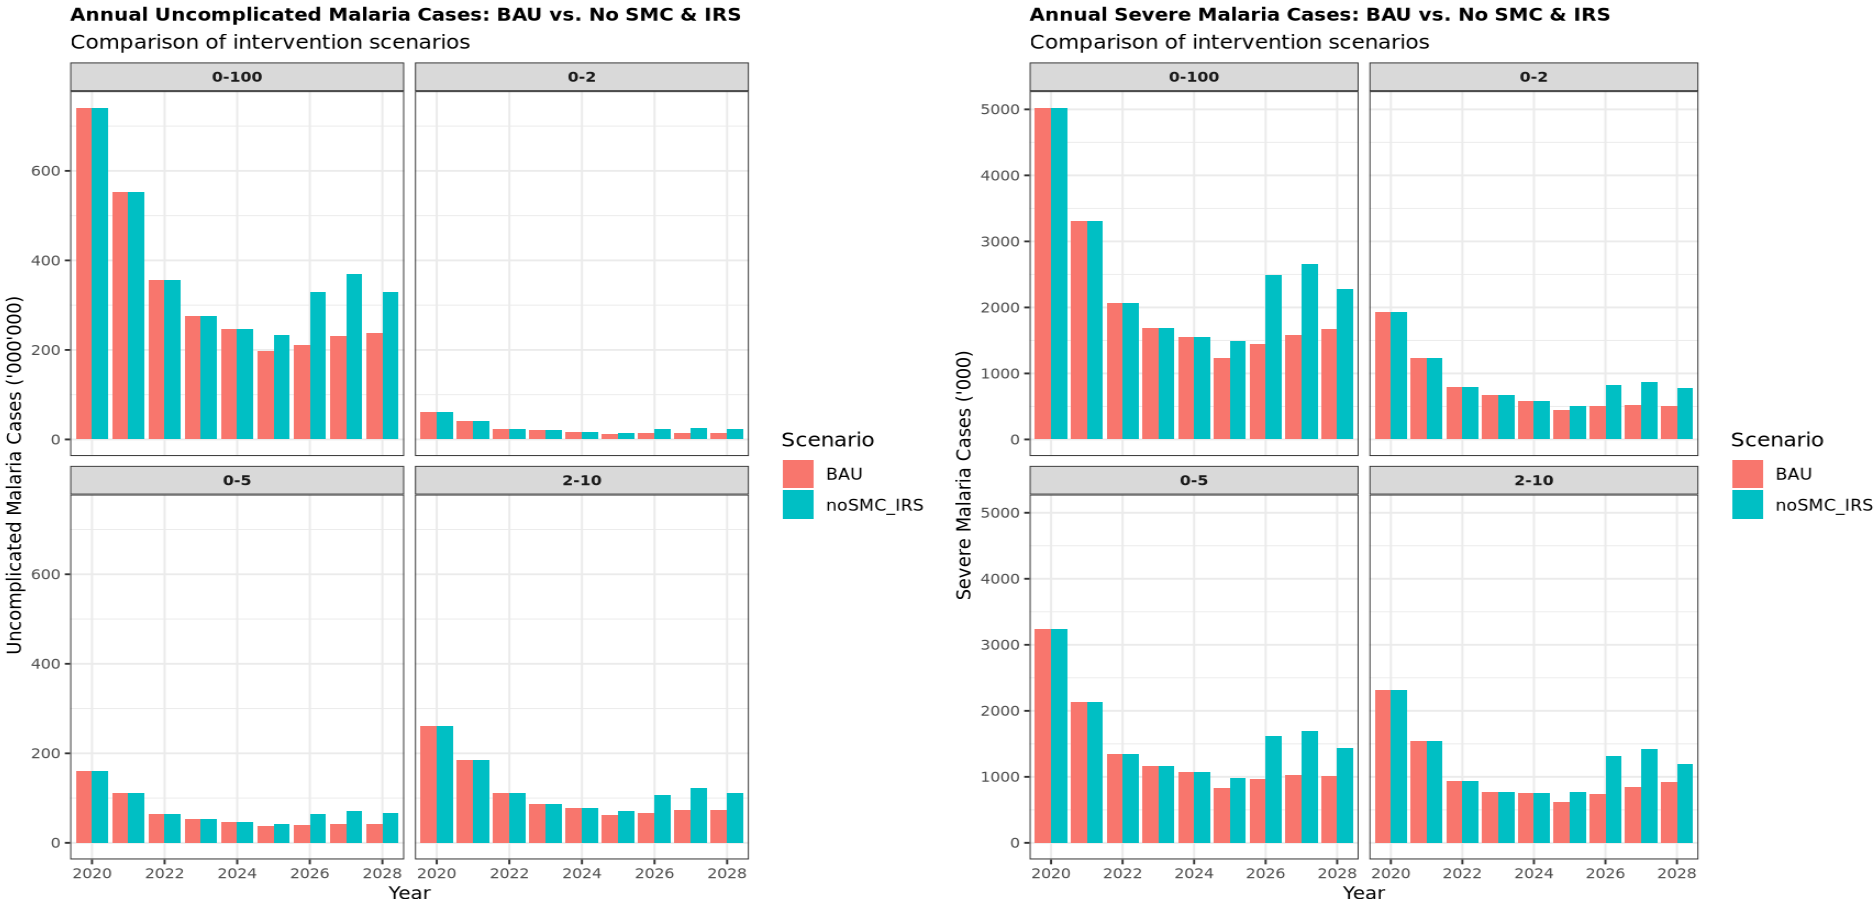 Annual Uncomplicated Malaria Cases: BAU vs. No SMC & IRS
Comparison of intervention scenarios
Uncomplicated Malaria Cases ('000'000)
0-100
0-2
600
400
200
0
0-5
2-10
600
400
200
0
2020 2022 2024 2026 2028
2020 2022 2024 2026 2028
Year
Scenario
BAU
noSMC_IRS
Annual Severe Malaria Cases: BAU vs. No SMC & IRS
Comparison of intervention scenarios
Severe Malaria Cases ('000)
0-100
0-2
5000
4000
3000
2000
1000
0
0-5
2-10
5000
4000
3000
2000
1000
0
2020 2022 2024 2026 2028
2020 2022 2024 2026 2028
Year
Scenario
BAU
noSMC_IRS